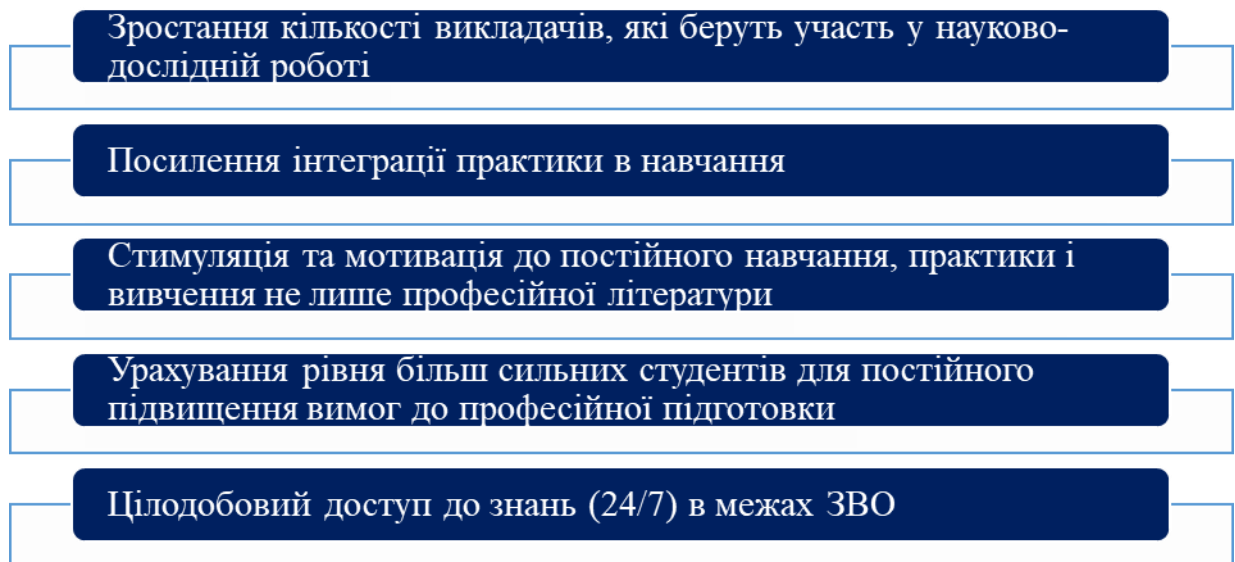 Зростання кількості викладачів, які беруть участь у науково-
дослідній роботі
Посилення інтеграції практики в навчання
Стимуляція та мотивація до постійного навчання, практики і
вивчення не лише професійної літератури
Урахування рівня більш сильних студентів для постійного
підвищення вимог до професійної підготовки
Цілодобовий доступ до знань (24/7) в межах ЗВО